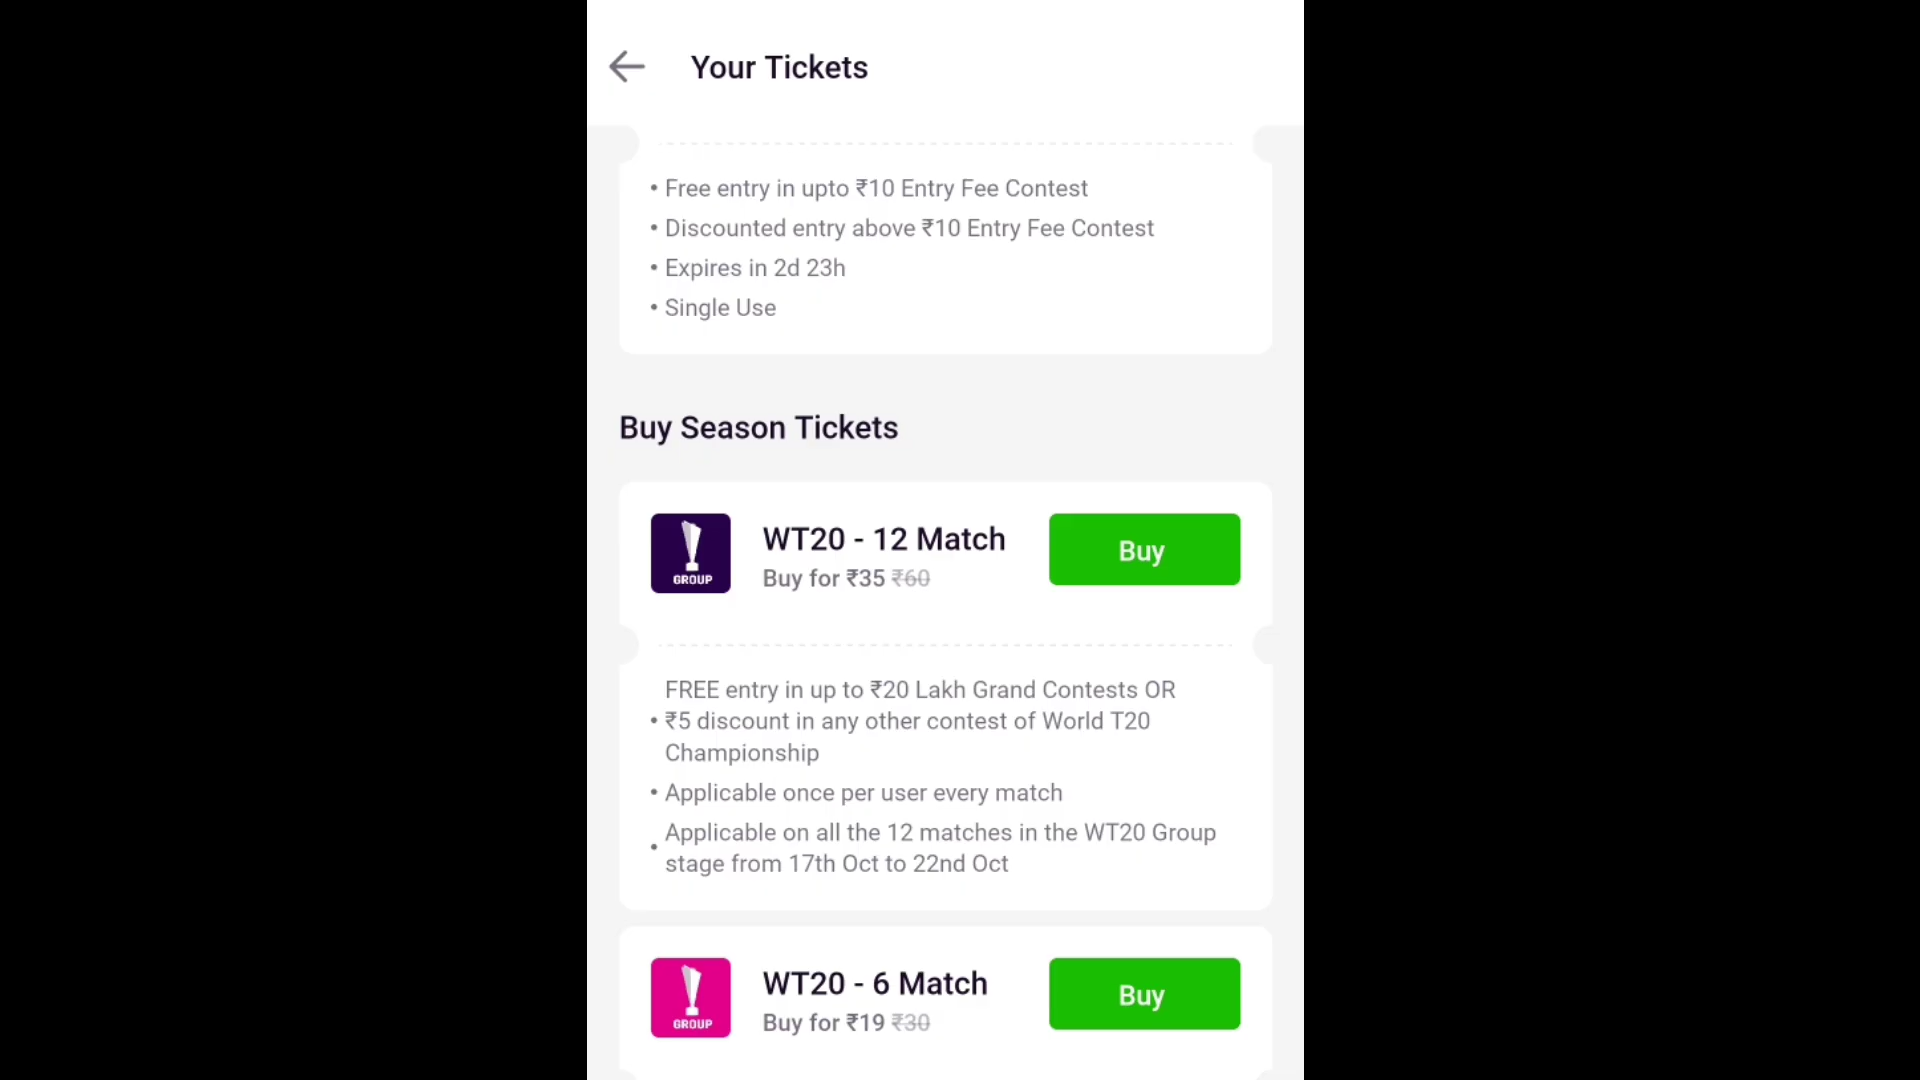 Your Tickets
• Free entry in upto ₹10 Entry Fee Contest
• Discounted entry above ₹10 Entry Fee Contest
• Expires in 2d 23h
• Single Use
Buy Season Tickets
GROUP
WT20 - 12 Match
Buy for ₹35 ₹60
Buy
FREE entry in up to ₹20 Lakh Grand Contests OR
• ₹5 discount in any other contest of World T20
Championship
• Applicable once per user every match
• Applicable on all the 12 matches in the WT20 Group
stage from 17th Oct to 22nd Oct
GROUP
WT20 - 6 Match
Buy for ₹19 ₹30
Buy